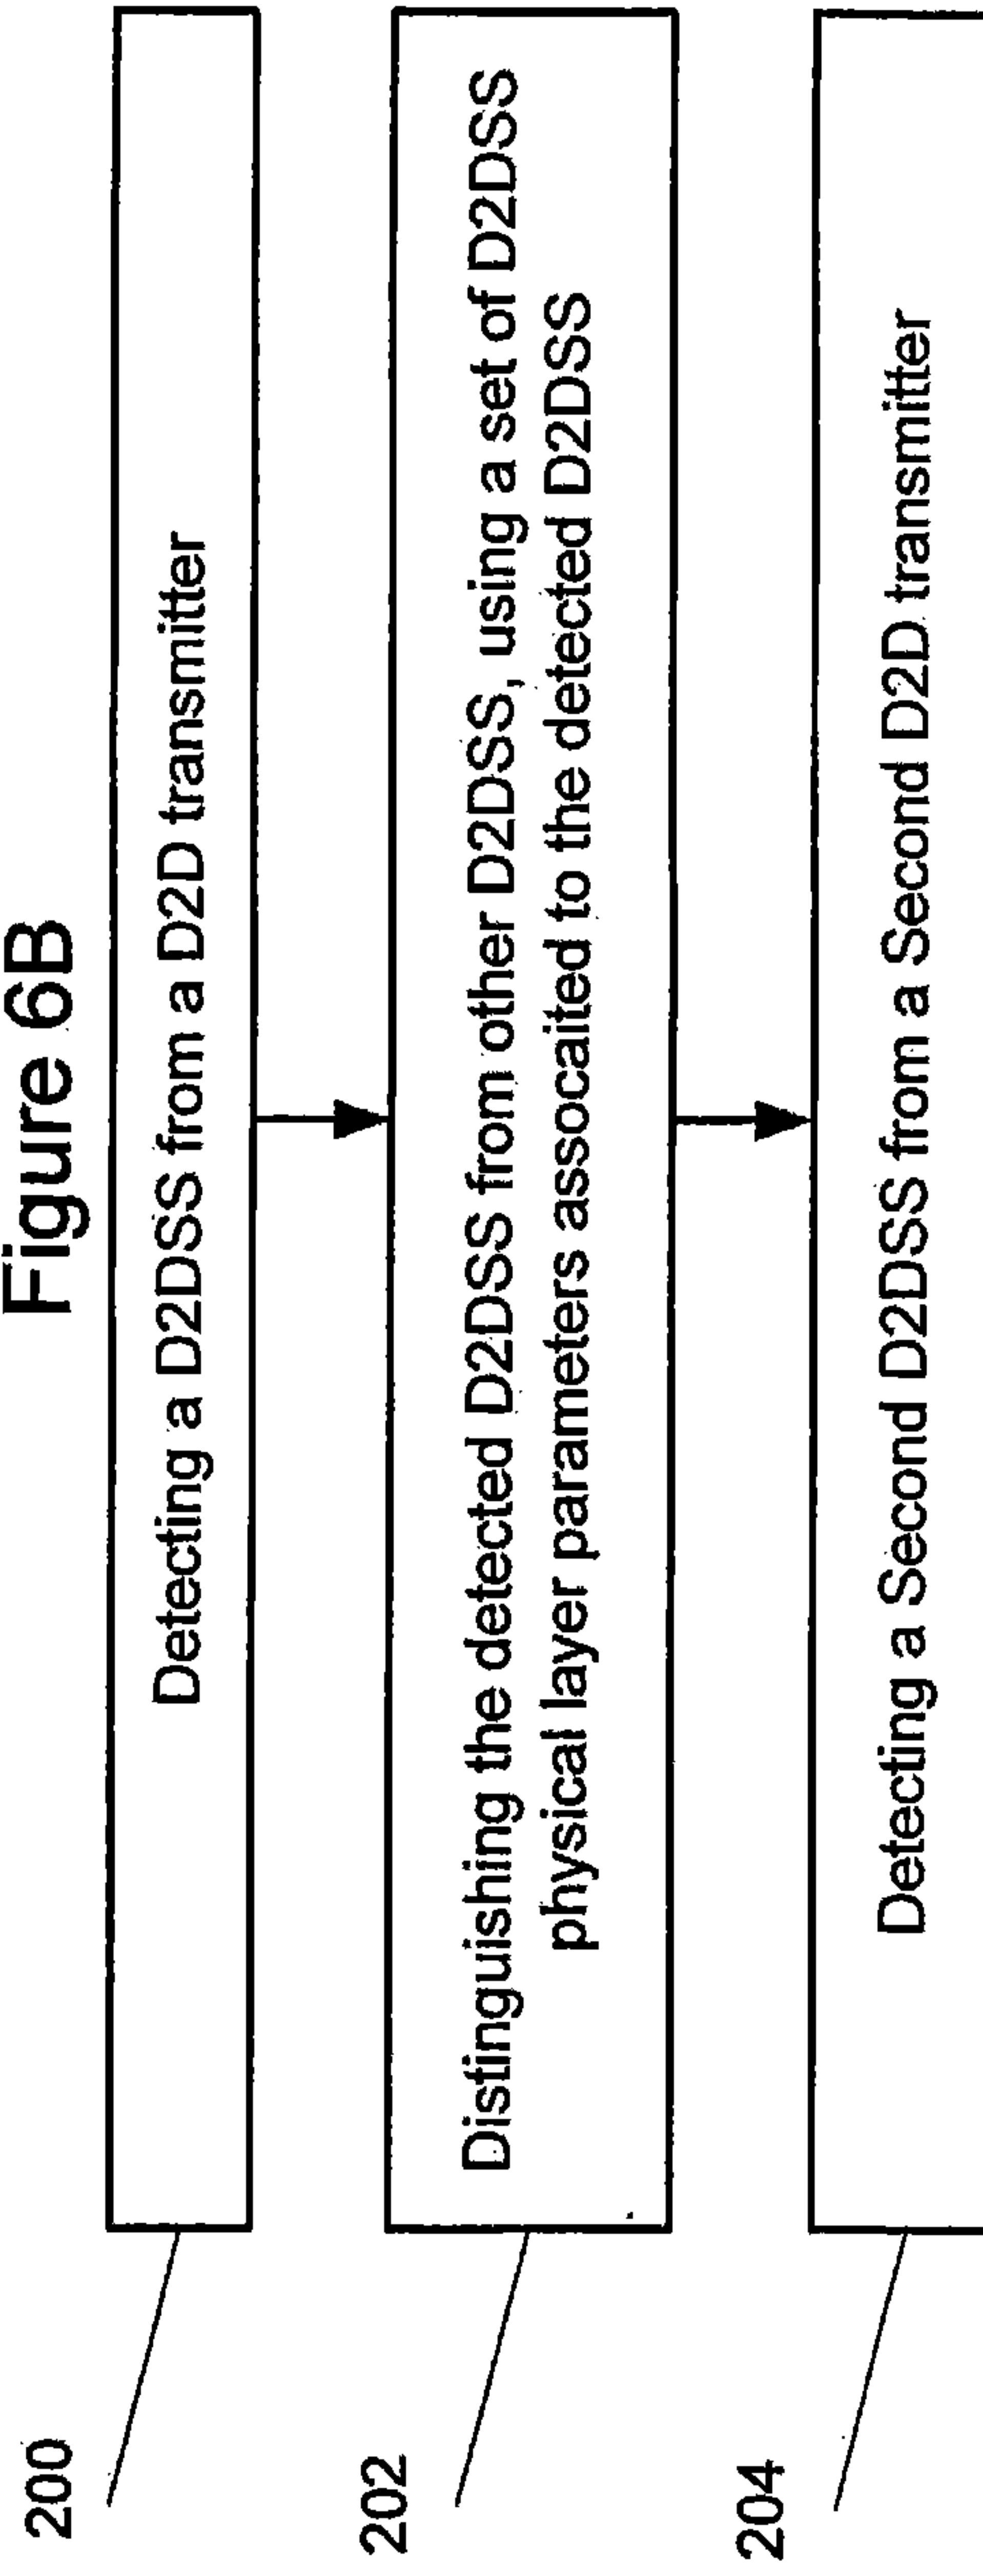 Figure 6B
200
Detecting a D2DSS from a D2D transmitter
202
Distinguishing the detected D2DSS from other D2DSS, using a set of D2DSS
physical layer parameters assocaited to the detected D2DSS
204
Detecting a Second D2DSS from a Second D2D transmitter